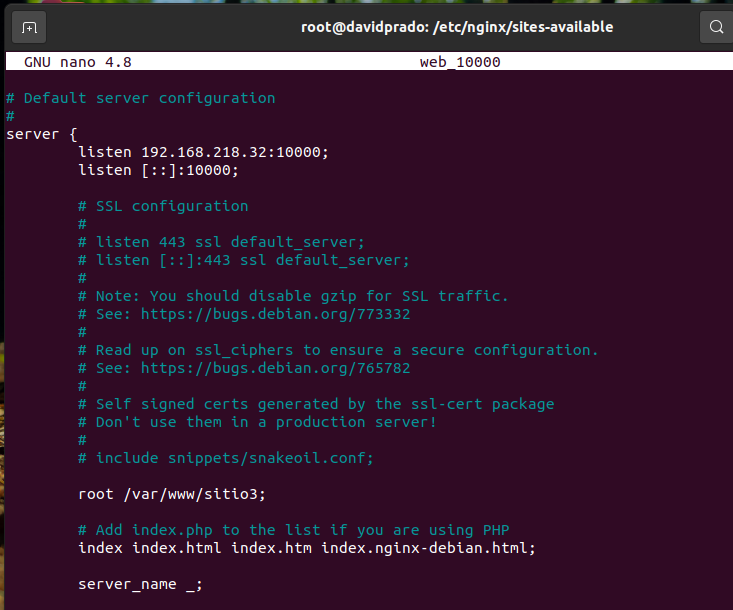 root@davidprado: /etc/nginx/sites-available
GNU nano 4.8 web_10000
# Default server configuration
#
server {
listen 192.168.218.32:10000;
listen [::]:10000;
# SSL configuration
#
# listen 443 ssl default_server;
# listen [::]:443 ssl default_server;
#
# Note: You should disable gzip for SSL traffic.
# See: https://bugs.debian.org/773332
#
# Read up on ssl_ciphers to ensure a secure configuration.
# See: https://bugs.debian.org/765782
#
# Self signed certs generated by the ssl-cert package
# Don't use them in a production server!
#
# include snippets/snakeoil.conf;
root /var/www/sitio3;
# Add index.php to the list if you are using PHP
index index.html index.htm index.nginx-debian.html;
server_name _;